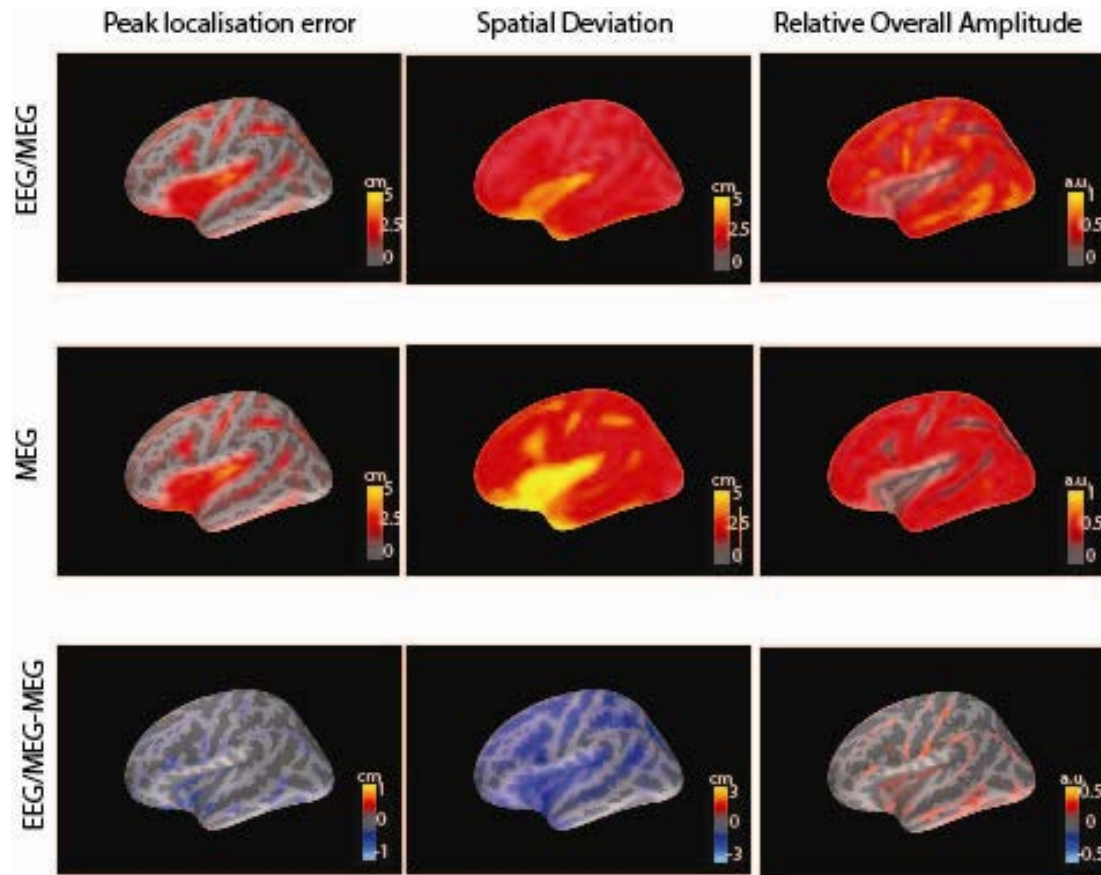 Peak localisation error
Spatial Deviation
Relative Overall Amplitude
EEG/MEG
cm
5
2.5
0
cm
5
2.5
0
a.u
1
0.5
0
MEG
cm
5
2.5
0
cm
5
2.5
0
a.u
1
0.5
0
EEG/MEG-MEG
cm
1
0
-1
cm
3
0
-3
a.u
0.5
0
-0.5